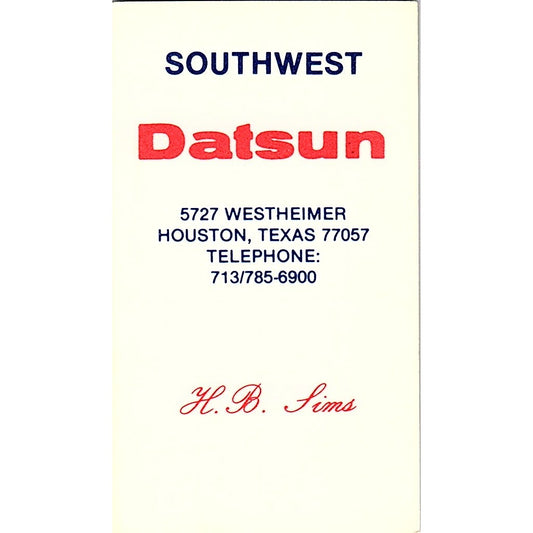 SOUTHWEST
Datsun
5727 WESTHEIMER
HOUSTON, TEXAS 77057
TELEPHONE:
713/785-6900
H. B. Sims